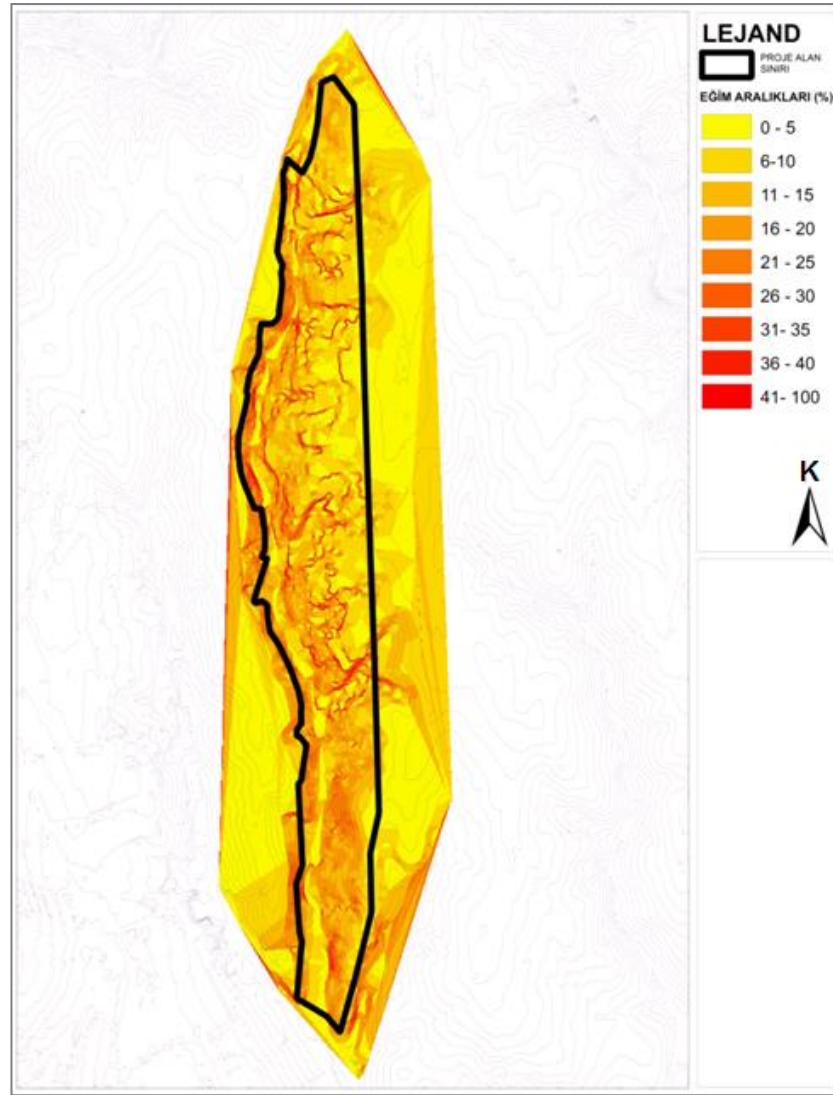 LEJAND
PROJE ALAN
SINIRI
EĞİM ARALIKLARI (%)
0 - 5
6-10
11 - 15
16 - 20
21 - 25
26 - 30
31- 35
36 - 40
41- 100
K